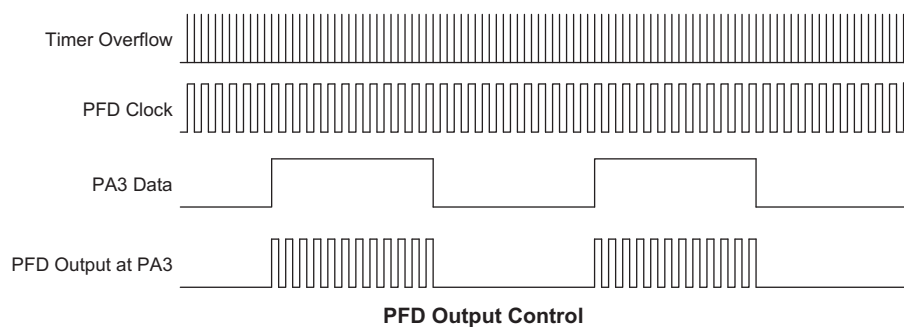 Timer Overflow
PFD Clock
PA3 Data
PFD Output at PA3
PFD Output Control